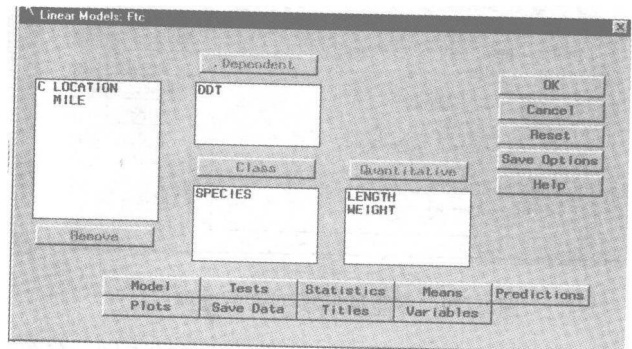 Linear Models: Ftc
C LOCATION
MILE
Remove
Dependent
DDT
Class
SPECIES
Quantitative
LENGTH
WEIGHT
OK
Cancel
Reset
Save Options
Help
Model
Tests
Statistics
Means
Predictions
Plots
Save Data
Titles
Variables